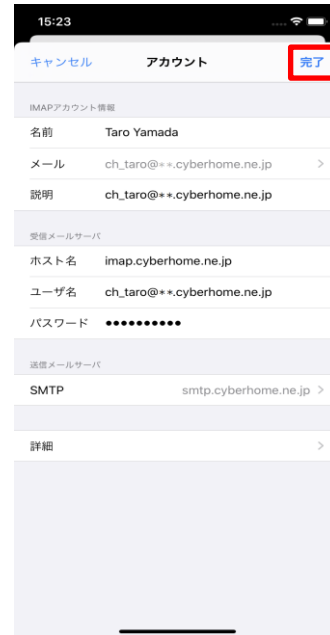 15:23
キャンセル アカウント 完了
IMAPアカウント情報
名前 Taro Yamada
メール ch_taro@**.cyberhome.ne.jp >
説明 ch_taro@**.cyberhome.ne.jp
受信メールサーバ
ホスト名 imap.cyberhome.ne.jp
ユーザ名 ch_taro@**.cyberhome.ne.jp
パスワード ●●●●●●●●●●
送信メールサーバ
SMTP smtp.cyberhome.ne.jp >
詳細 >